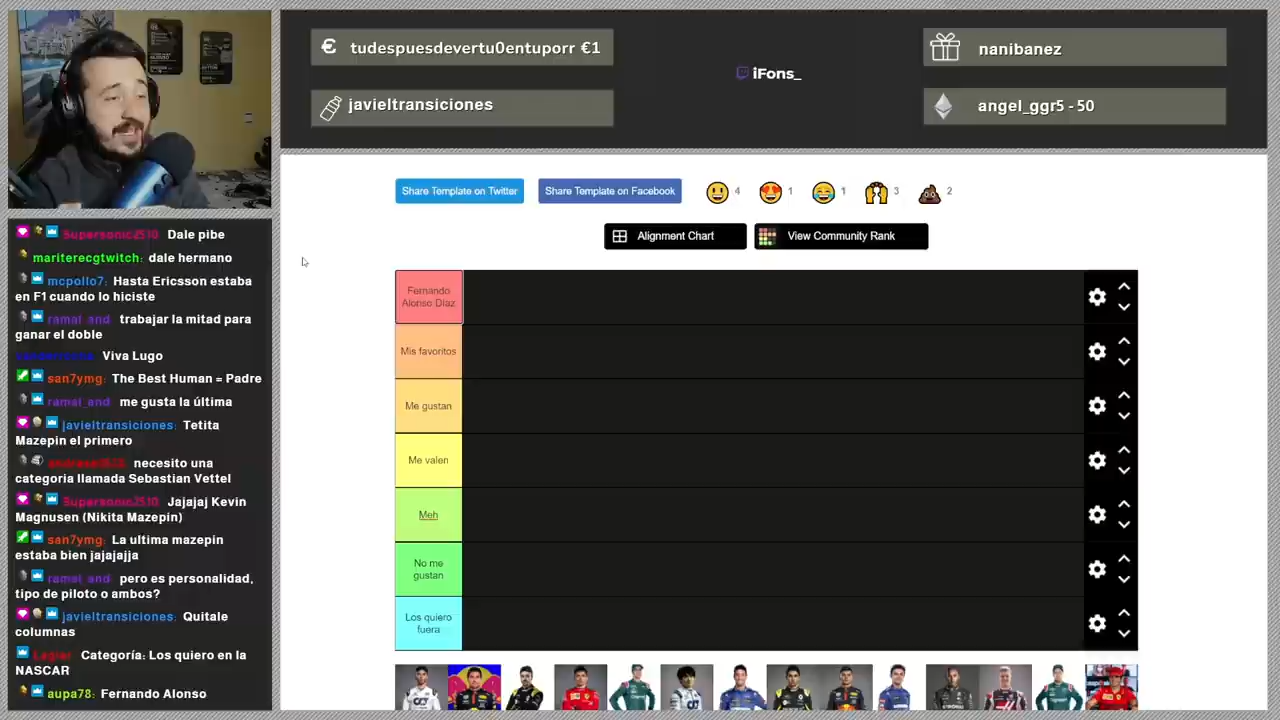 € tudespuesdevertu0entuporr €1
javieltransiciones
iFons_
nanibanez
angel_ggr5 - 50
Share Template on Twitter
Share Template on Facebook
4
1
1
3
2
Alignment Chart
View Community Rank
Fernando
Alonso Díaz
Mis favoritos
Me gustan
Me valen
Meh
No me
gustan
Los quiero
fuera
Supersonic2510 Dale pibe
mariterecgtwitch: dale hermano
mcpollo7: Hasta Ericsson estaba
en F1 cuando lo hiciste
ramal_and trabajar la mitad para
ganar el doble
Viva Lugo
san7ymg: The Best Human = Padre
ramal_and me gusta la última
javieltransiciones: Tetita
Mazepin el primero
necesito una
categoria llamada Sebastian Vettel
Supersonic2510 Jajajaj Kevin
Magnusen (Nikita Mazepin)
san7ymg: La ultima mazepin
estaba bien jajajajja
ramal_and pero es personalidad,
tipo de piloto o ambos?
javieltransiciones: Quitale
columnas
Categoría: Los quiero en la
NASCAR
aupa78: Fernando Alonso